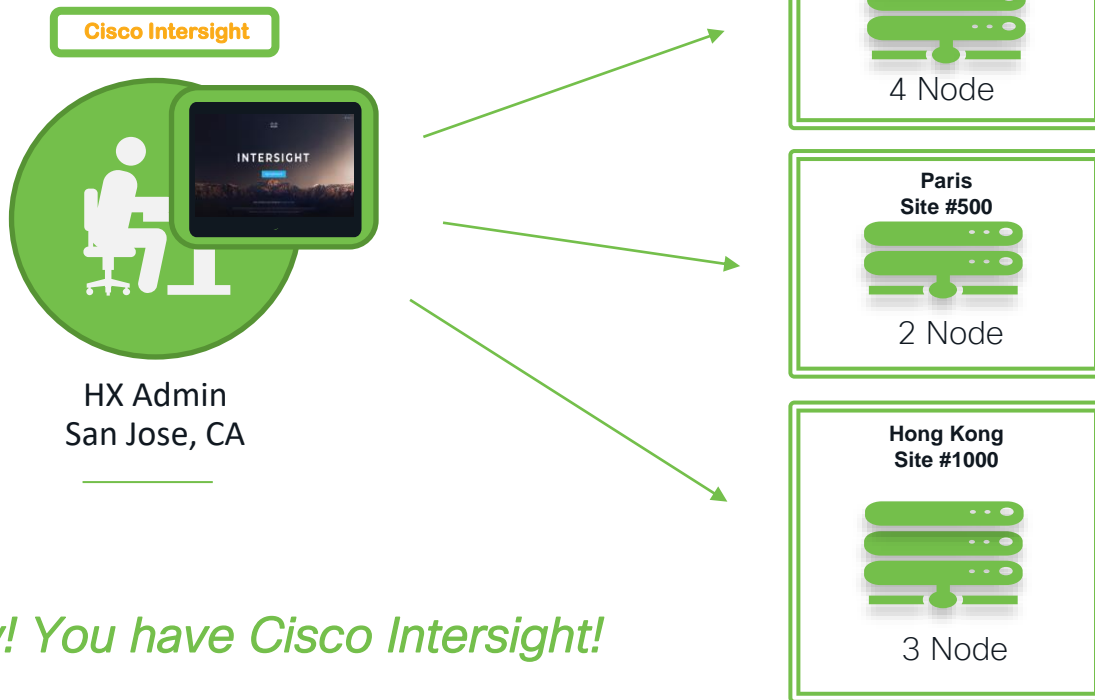 Cisco Intersight
INTERSIGHT
HX Admin
San Jose, CA
4 Node
Paris
Site #500
2 Node
Hong Kong
Site #1000
3 Node
! You have Cisco Intersight!